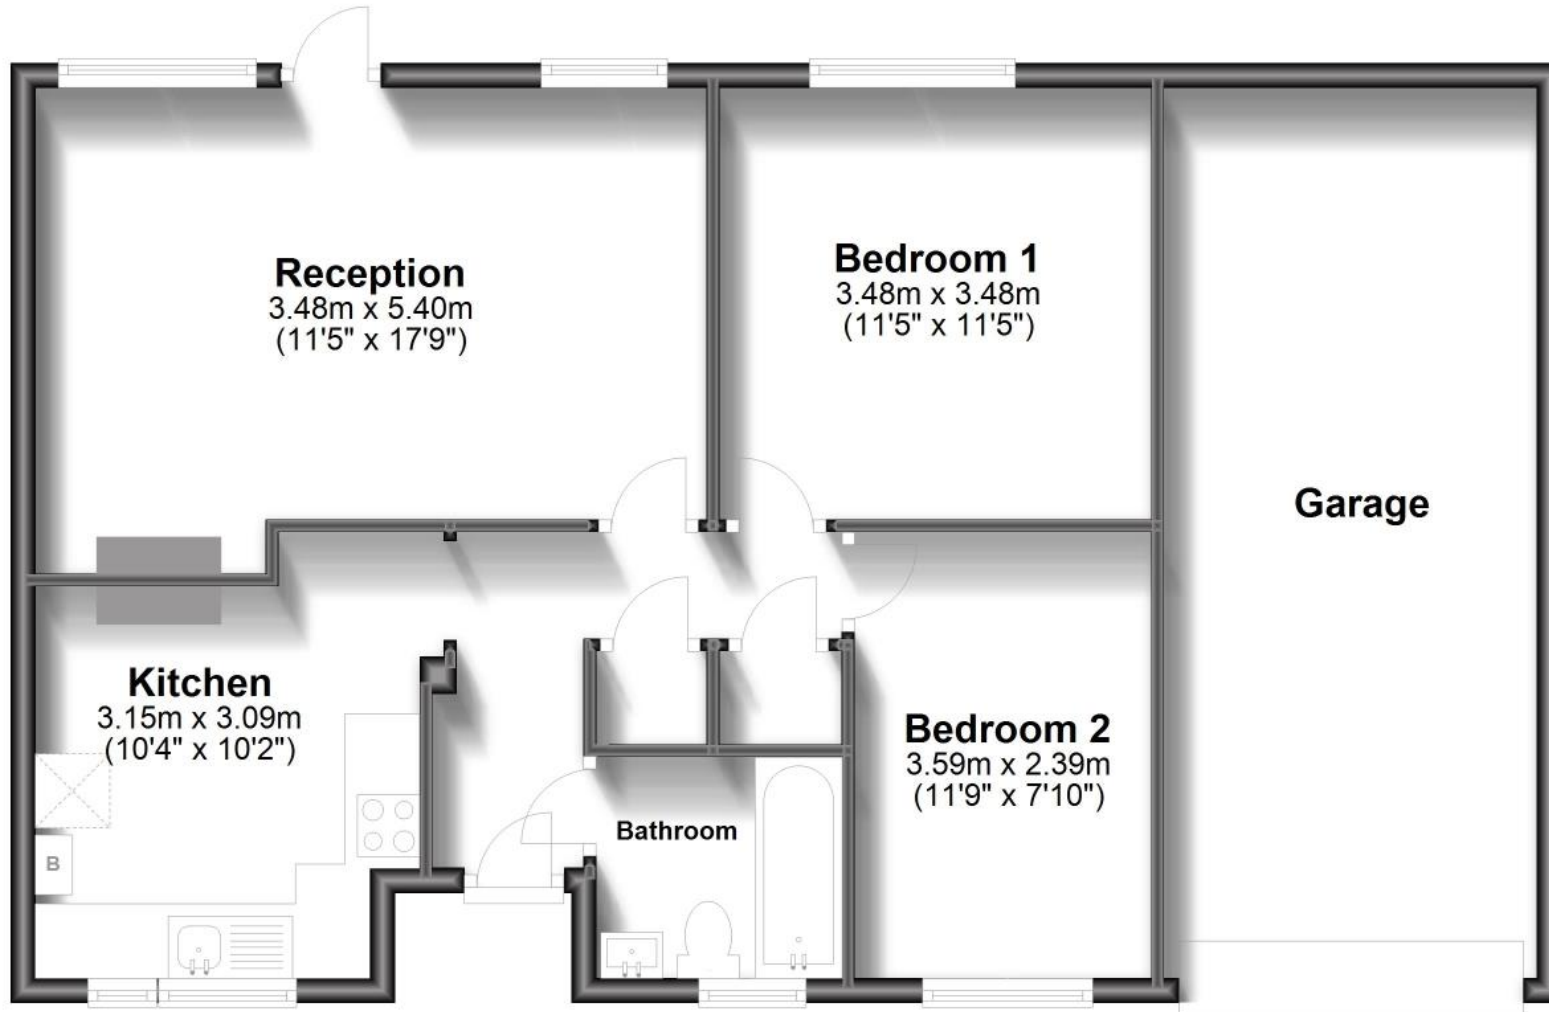 Reception
3.48m x 5.40m
(11'5" x 17'9")
Bedroom 1
3.48m x 3.48m
(11'5" x 11'5")
Garage
Kitchen
3.15m x 3.09m
(10'4" x 10'2")
Bedroom 2
3.59m x 2.39m
(11'9" x 7'10")
Bathroom
B